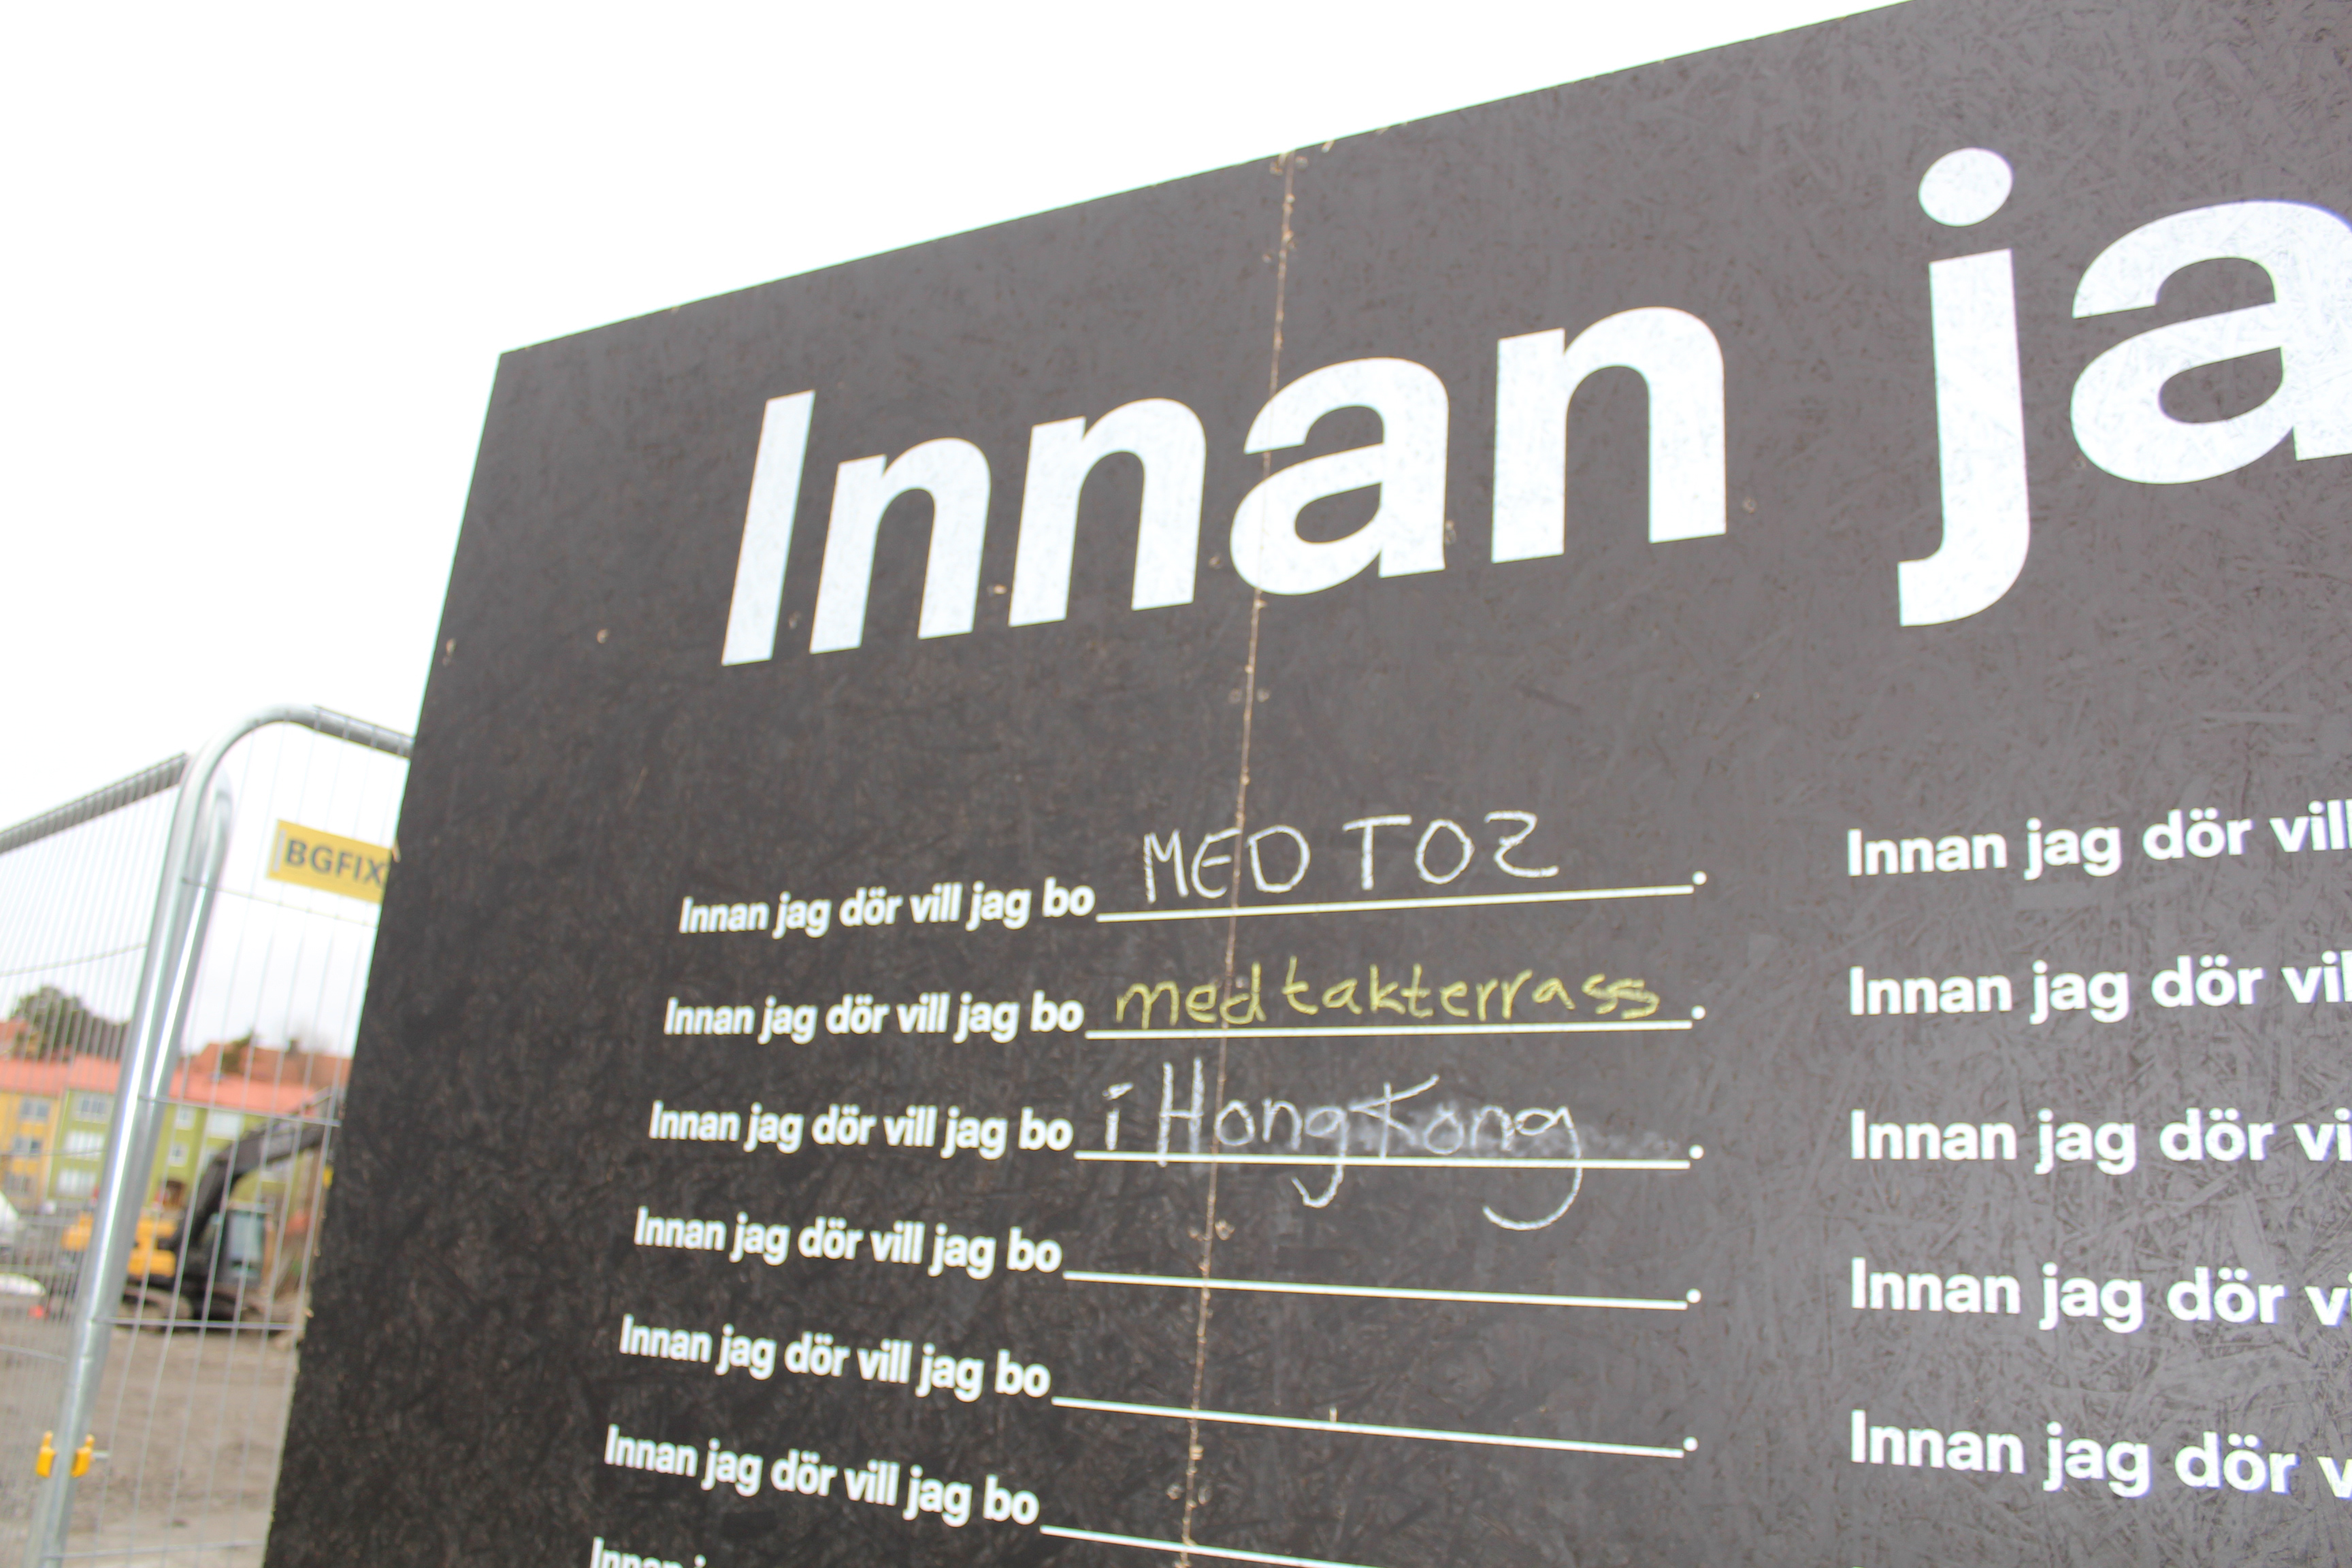 Innan ja
BGFIX
Innan jag dör vill jag bo MED TOZ.
Innan jag dör vill jag bo med takterrass.
Innan jag dör vill jag bo i Hong Kong.
Innan jag dör vill jag bo .
Innan jag dör vill jag bo .
Innan jag dör vill jag bo
Innan j
Innan jag dör vill
Innan jag dör vil
Innan jag dör vi
Innan jag dör v
Innan jag dör v